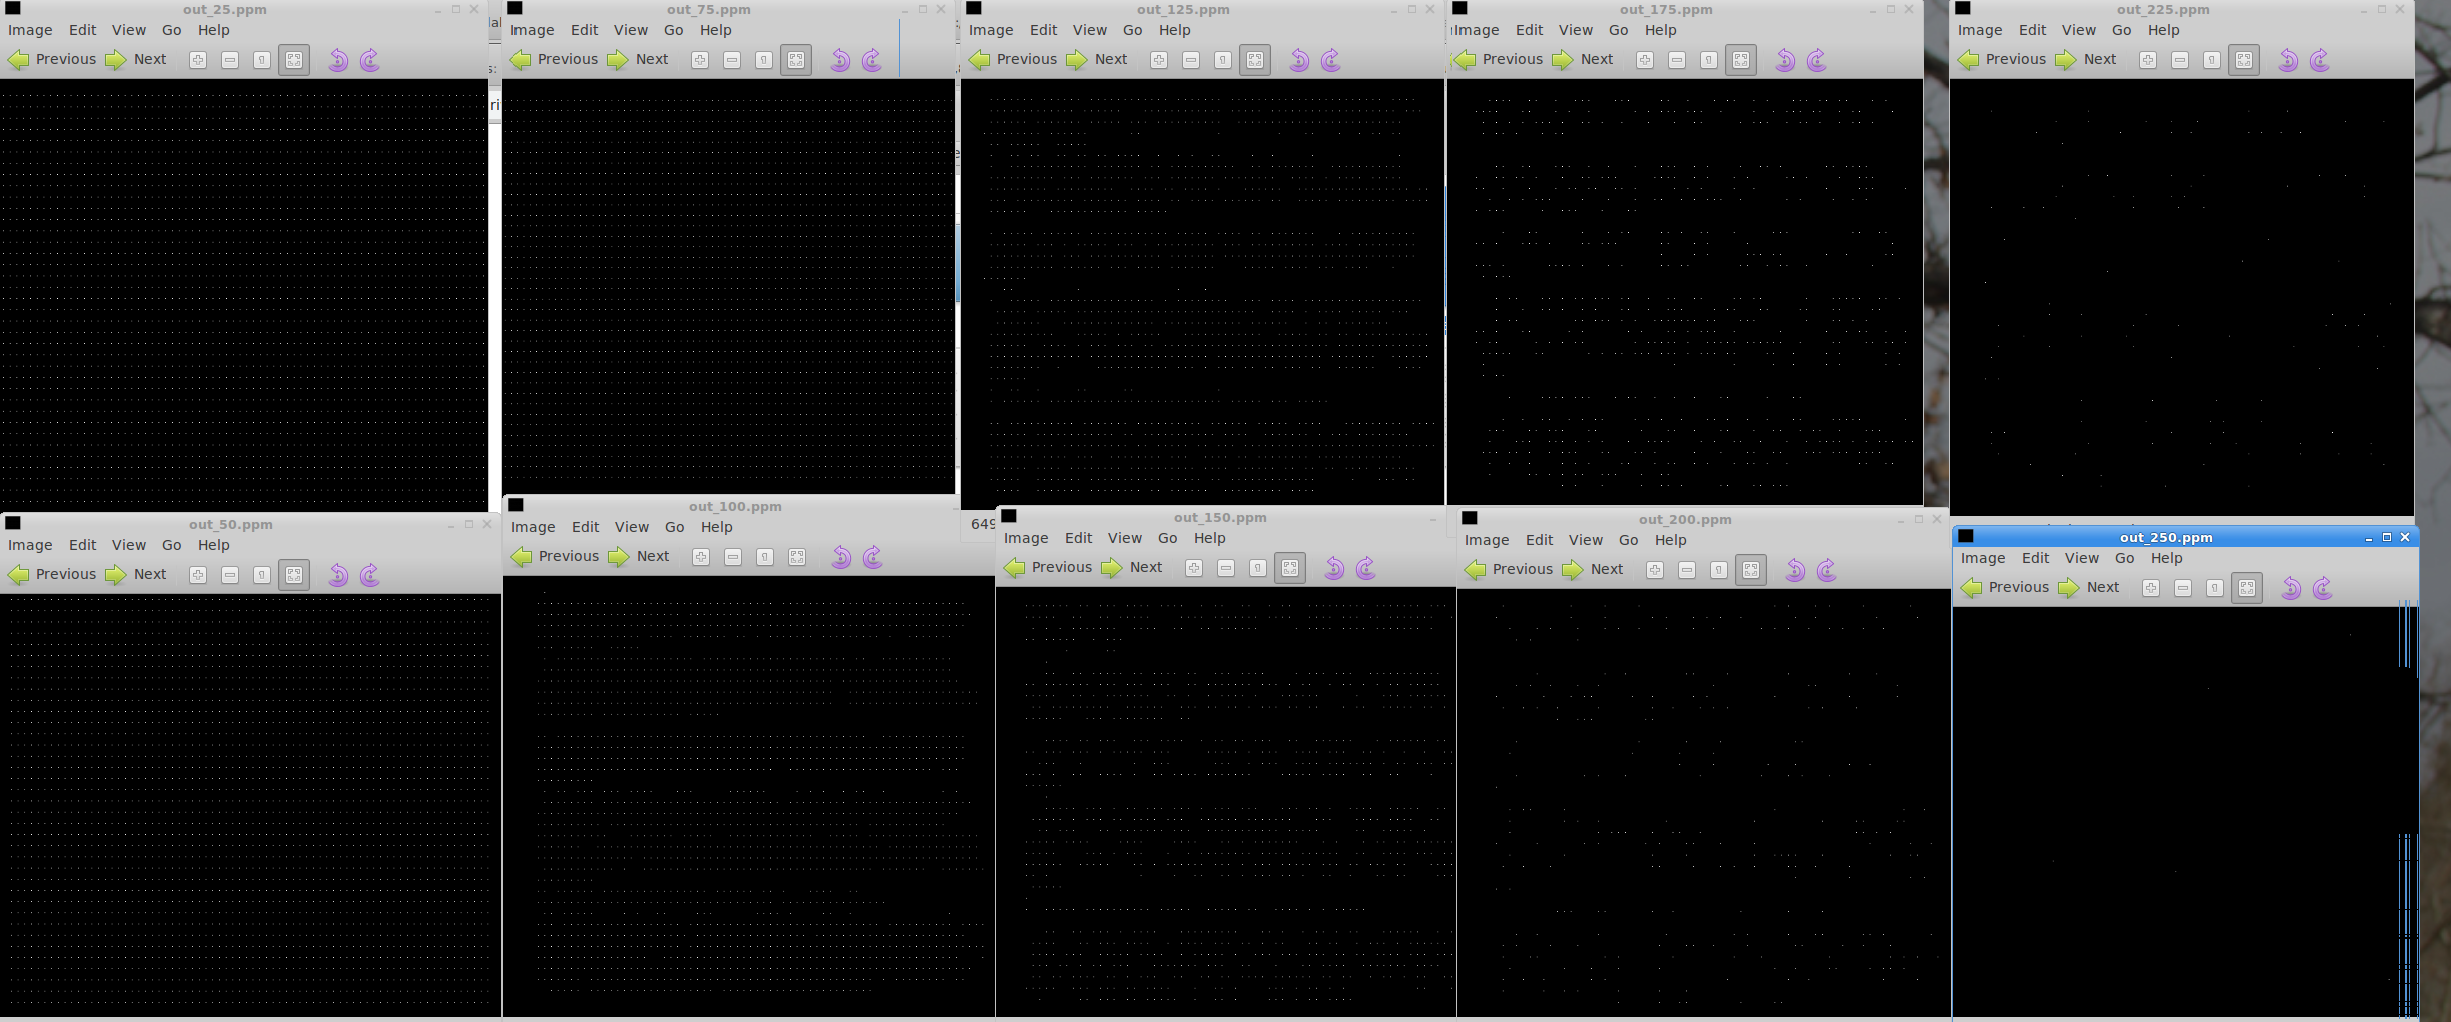 out_25.ppm
Image Edit View Go Help
Previous Next
out_75.ppm
Image Edit View Go Help
Previous Next
out_125.ppm
Image Edit View Go Help
Previous Next
out_175.ppm
Image Edit View Go Help
Previous Next
out_225.ppm
Image Edit View Go Help
Previous Next
out_50.ppm
Image Edit View Go Help
Previous Next
out_100.ppm
Image Edit View Go Help
Previous Next
649
out_150.ppm
Image Edit View Go Help
Previous Next
out_200.ppm
Image Edit View Go Help
Previous Next
out_250.ppm
Image Edit View Go Help
Previous Next